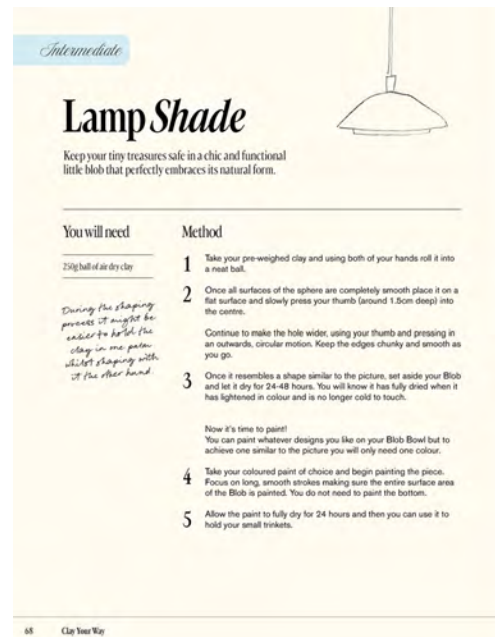 Intermediate
Lamp Shade
Keep your tiny treasures safe in a chic and functional
little blob that perfectly embraces its natural form.
You will need
250g ball of air dry clay
During the shaping
process it might be
easier to hold the
clay in one palm
whilst shaping with
it the other hand.
Method
1 Take your pre-weighed clay and using both of your hands roll it into
a neat ball.
2 Once all surfaces of the sphere are completely smooth place it on a
flat surface and slowly press your thumb (around 1.5cm deep) into
the centre.
Continue to make the hole wider, using your thumb and pressing in
an outwards, circular motion. Keep the edges chunky and smooth as
you go.
3 Once it resembles a shape similar to the picture, set aside your Blob
and let it dry for 24-48 hours. You will know it has fully dried when it
has lightened in colour and is no longer cold to touch.
Now it's time to paint!
You can paint whatever designs you like on your Blob Bowl but to
achieve one similar to the picture you will only need one colour.
4 Take your coloured paint of choice and begin painting the piece.
Focus on long, smooth strokes making sure the entire surface area
of the Blob is painted. You do not need to paint the bottom.
5 Allow the paint to fully dry for 24 hours and then you can use it to
hold your small trinkets.
68 Clay Your Way